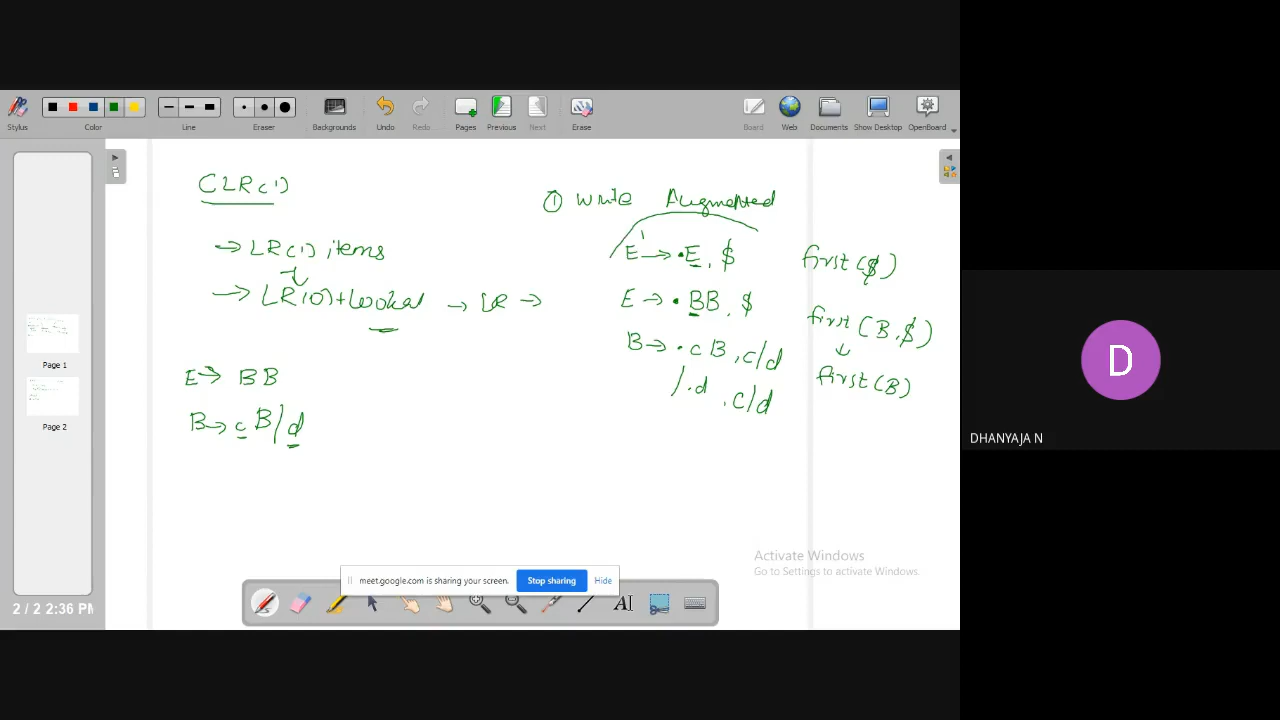 Stylus
Color
Line
Eraser
Backgrounds
Undo
Redo
Pages
Previous
Next
Erase
Board
Web
Documents
Show Desktop
OpenBoard
CLR(1)
→ LR(1) items
→ LR(0)+Lookal → LR →
E → BB
B → cB/d
① Write Augmented
E' → •E, $
first($)
E → •BB, $
first(B,$)
↓
first(B)
B → •cB, c/d
/•d, c/d
Page 1
Page 2
Activate Windows
Go to Settings to activate Windows.
meet.google.com is sharing your screen.
Stop sharing
Hide
2 / 2 2:36 PM
D
DHANYAJA N